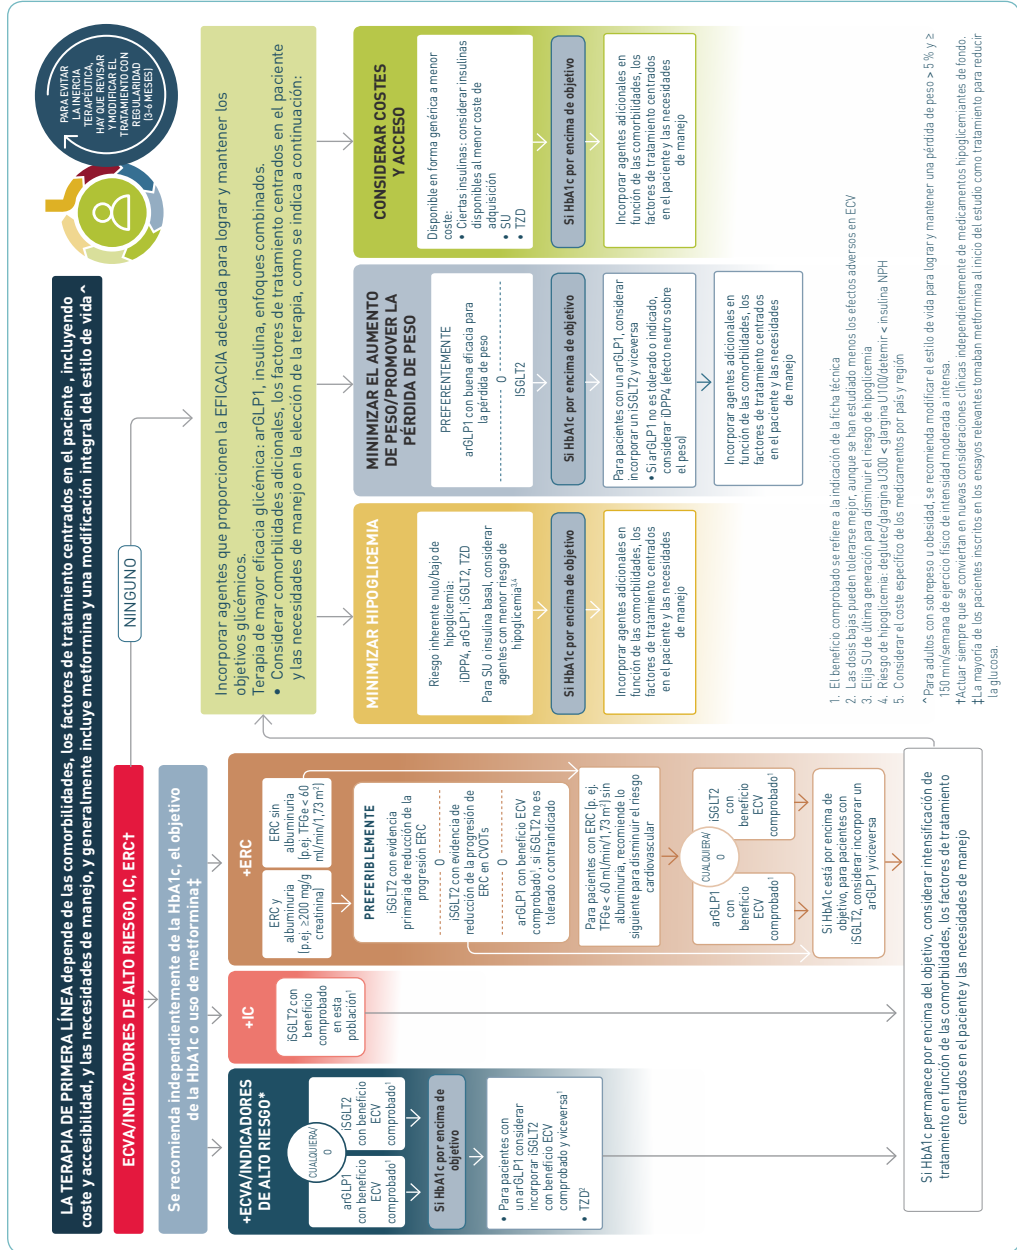 LA TERAPIA DE PRIMERA LÍNEA depende de las comorbilidades, los factores de tratamiento centrados en el paciente , incluyendo
coste y accesibilidad, y las necesidades de manejo, y generalmente incluye metformina y una modificación integral del estilo de vida ^
PARA EVITAR
LA INERCIA
TERAPÉUTICA,
HAY QUE REVISAR
Y MODIFICAR EL
TRATAMIENTO CON
REGULARIDAD
(3-6 MESES)
ECVA/INDICADORES DE ALTO RIESGO, IC, ERC†
NINGUNO
Se recomienda independientemente de la HbA1c, el objetivo
de la HbA1c o uso de metformina‡
+ECVA/INDICADORES
DE ALTO RIESGO*
arGLP1
con beneficio
ECV
comprobado¹
CUALQUIERA/
O
iSGLT2
con beneficio
ECV
comprobado¹
Si HbA1c por encima de
objetivo
• Para pacientes con
un arGLP1 considerar
incorporar iSGLT2
con beneficio ECV
comprobado y viceversa¹
• TZD²
+IC
iSGLT2 con
beneficio
comprobado
en esta
población¹
+ERC
ERC y
albuminuria
(p.ej. ≥200 mg/g
creatinina)
ERC sin
albuminuria
(p.ej. TFGe < 60
ml/min/1,73 m²)
PREFERIBLEMENTE
iSGLT2 con evidencia
primaria de reducción de la
progresión ERC
O
iSGLT2 con evidencia de
reducción de la progresión de
ERC en CVOTs
O
arGLP1 con beneficio ECV
comprobado¹, si iSGLT2 no es
tolerado o contraindicado
Para pacientes con ERC (p. ej.
TFGe < 60 ml/min/1,73 m²) sin
albuminuria, recomiende lo
siguiente para disminuir el riesgo
cardiovascular
arGLP1
con
beneficio
ECV
comprobado¹
CUALQUIERA/
O
iSGLT2
con
beneficio
ECV
comprobado¹
Si HbA1c está por encima de
objetivo, para pacientes con
iSGLT2, considerar incorporar un
arGLP1 y viceversa
Si HbA1c permanece por encima del objetivo, considerar intensificación de
tratamiento en función de las comorbilidades, los factores de tratamiento
centrados en el paciente y las necesidades de manejo
Incorporar agentes que proporcionen la EFICACIA adecuada para lograr y mantener los
objetivos glicémicos.
Terapia de mayor eficacia glicémica: arGLP1, insulina, enfoques combinados.
• Considerar comorbilidades adicionales, los factores de tratamiento centrados en el paciente
y las necesidades de manejo en la elección de la terapia, como se indica a continuación:
MINIMIZAR HIPOGLICEMIA
Riesgo inherente nulo/bajo de
hipoglicemia:
iDPP4, arGLP1, iSGLT2, TZD
Para SU o insulina basal, considerar
agentes con menor riesgo de
hipoglicemia³,⁴
Si HbA1c por encima de objetivo
Incorporar agentes adicionales en
función de las comorbilidades, los
factores de tratamiento centrados
en el paciente y las necesidades
de manejo
MINIMIZAR EL AUMENTO
DE PESO/PROMOVER LA
PÉRDIDA DE PESO
PREFERENTEMENTE
arGLP1 con buena eficacia para
la pérdida de peso
O
iSGLT2
Si HbA1c por encima de objetivo
Para pacientes con un arGLP1, considerar
incorporar un iSGLT2 y viceversa
• Si arGLP1 no es tolerado o indicado,
considerar iDPP4 (efecto neutro sobre
el peso)
Incorporar agentes adicionales en
función de las comorbilidades, los
factores de tratamiento centrados
en el paciente y las necesidades
de manejo
CONSIDERAR COSTES
Y ACCESO
Disponible en forma genérica a menor
coste:
• Ciertas insulinas: considerar insulinas
disponibles al menor coste de
adquisición
• SU
• TZD
Si HbA1c por encima de objetivo
Incorporar agentes adicionales en
función de las comorbilidades, los
factores de tratamiento centrados
en el paciente y las necesidades
de manejo
1. El beneficio comprobado se refiere a la indicación de la ficha técnica
2. Las dosis bajas pueden tolerarse mejor, aunque se han estudiado menos los efectos adversos en ECV
3. Elija SU de última generación para disminuir el riesgo de hipoglicemia
4. Riesgo de hipoglicemia: degludec/glargina U300 < glargina U100/detemir < insulina NPH
5. Considerar el coste específico de los medicamentos por país y región
^Para adultos con sobrepeso u obesidad, se recomienda modificar el estilo de vida para lograr y mantener una pérdida de peso > 5 % y ≥
150 min/semana de ejercicio físico de intensidad moderada a intensa.
†Actuar siempre que se conviertan en nuevas consideraciones clínicas independientemente de medicamentos hipoglicemiantes de fondo.
‡La mayoría de los pacientes inscritos en los ensayos relevantes tomaban metformina al inicio del estudio como tratamiento para reducir
la glucosa.